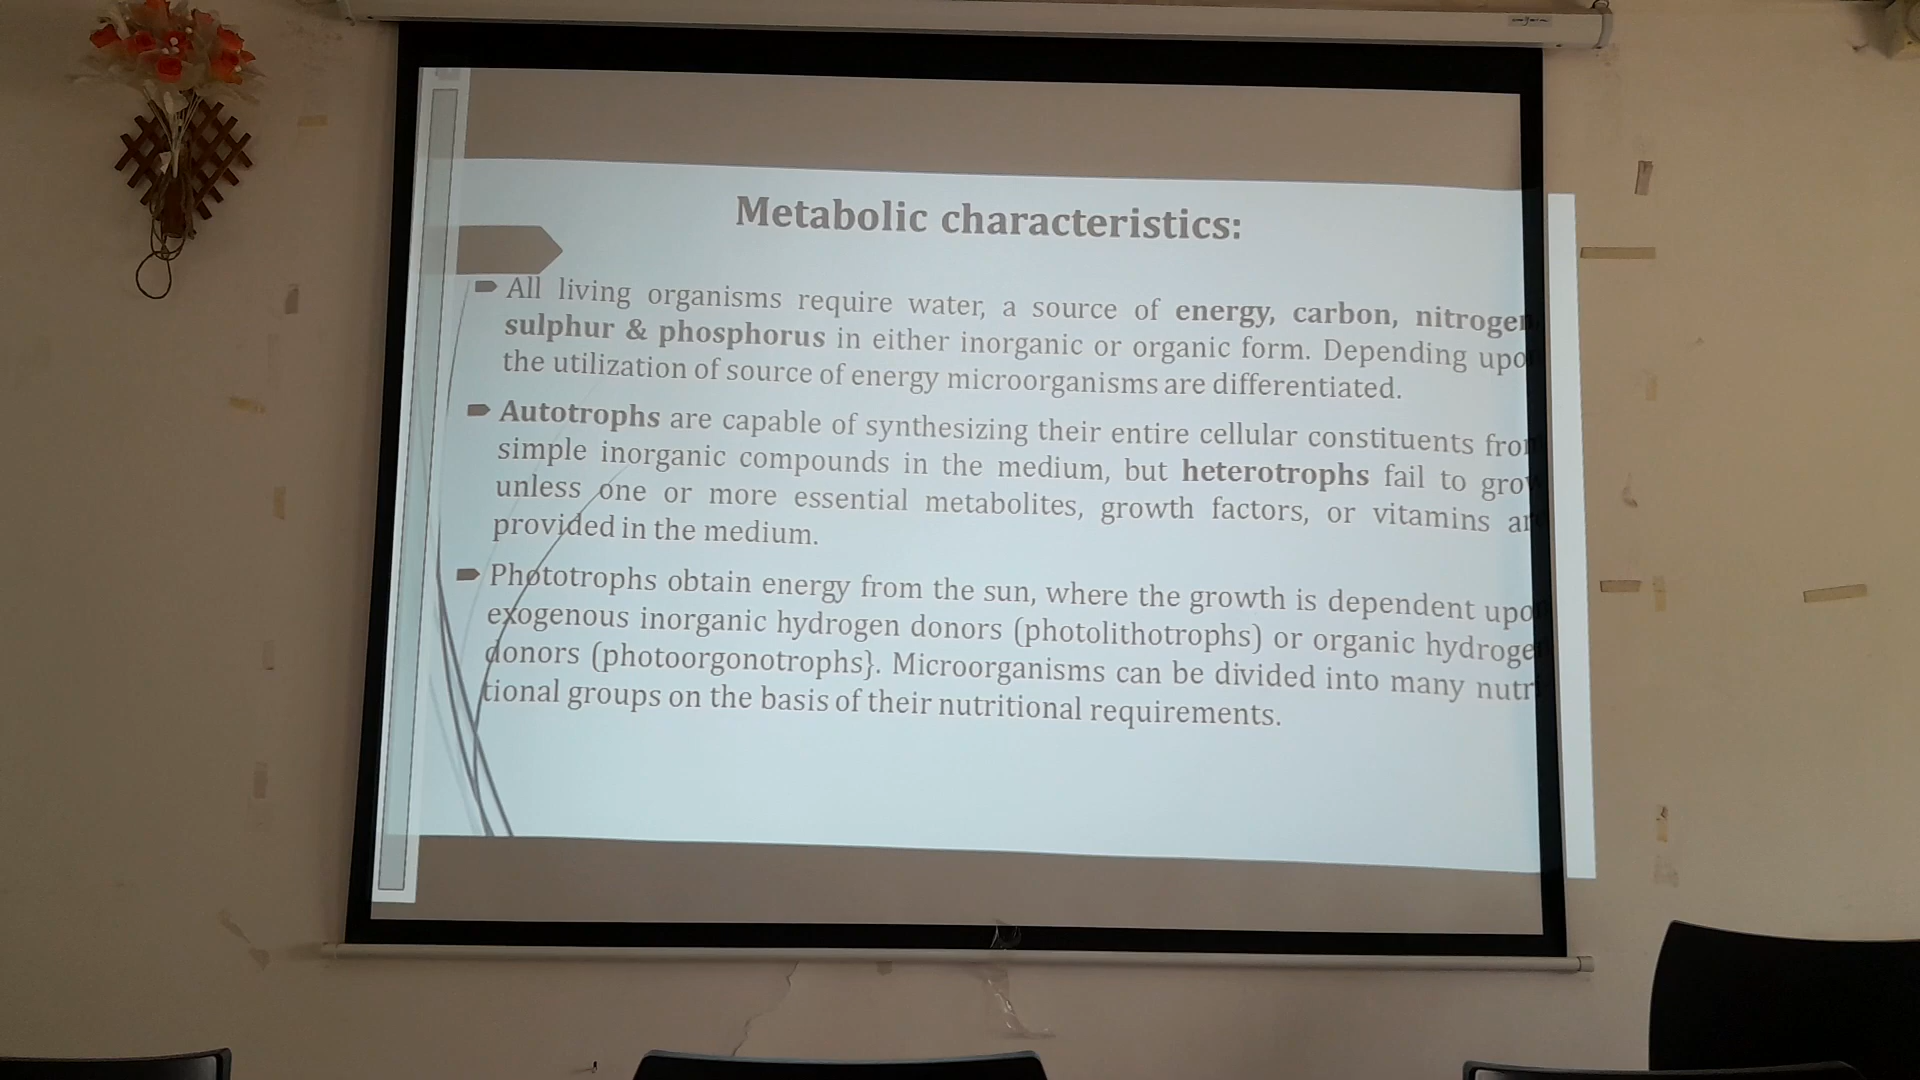 Metabolic characteristics:
All living organisms require water, a source of energy, carbon, nitrogen
sulphur & phosphorus in either inorganic or organic form. Depending upo
the utilization of source of energy microorganisms are differentiated.
Autotrophs are capable of synthesizing their entire cellular constituents from
simple inorganic compounds in the medium, but heterotrophs fail to grow
unless one or more essential metabolites, growth factors, or vitamins ar
provided in the medium.
Phototrophs obtain energy from the sun, where the growth is dependent upo
exogenous inorganic hydrogen donors (photolithotrophs) or organic hydroge
donors (photoorgonotrophs}. Microorganisms can be divided into many nutri
tional groups on the basis of their nutritional requirements.